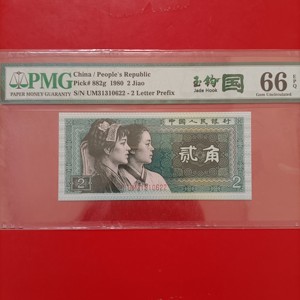 PMG
PAPER MONEY GUARANTY
China / People's Republic
Pick# 882g 1980 2 Jiao
S/N UM31310622 - 2 Letter Prefix
玉钩国
Jade Hook
66 EPQ
Gem Uncirculated
中国人民银行
贰角
2
2
UM31310622